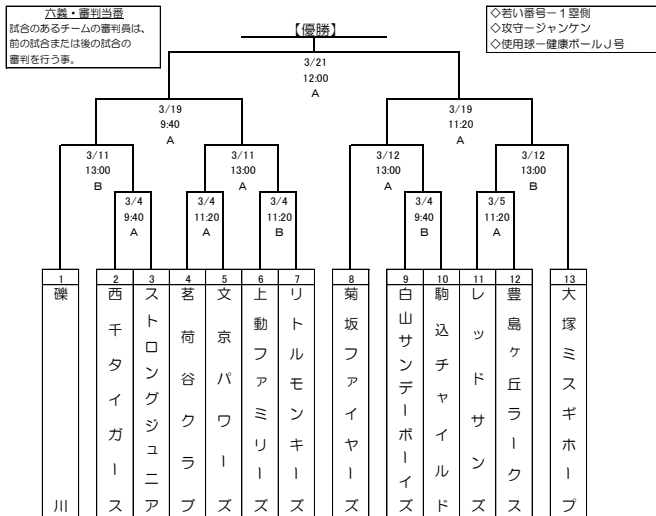 六義・審判当番
試合のあるチームの審判員は、
前の試合または後の試合の
審判を行う事。
【優勝】
◇若い番号－１塁側
◇攻守－ジャンケン
◇使用球－健康ボールＪ号
3/21
12:00
A
3/19
9:40
A
3/19
11:20
A
3/11
13:00
B
3/11
13:00
A
3/12
13:00
A
3/12
13:00
B
3/4
9:40
A
3/4
11:20
A
3/4
11:20
B
3/4
9:40
B
3/5
11:20
A
1
礫川
2
西千タイガース
3
ストロングジュニア
4
茗荷谷クラブ
5
文京パワーズ
6
上動ファミリーズ
7
リトルモンキーズ
8
菊坂ファイヤーズ
9
白山サンデーボーイズ
10
駒込チャイルド
11
レッドサンズ
12
豊島ヶ丘ラークス
13
大塚ミスギホープ